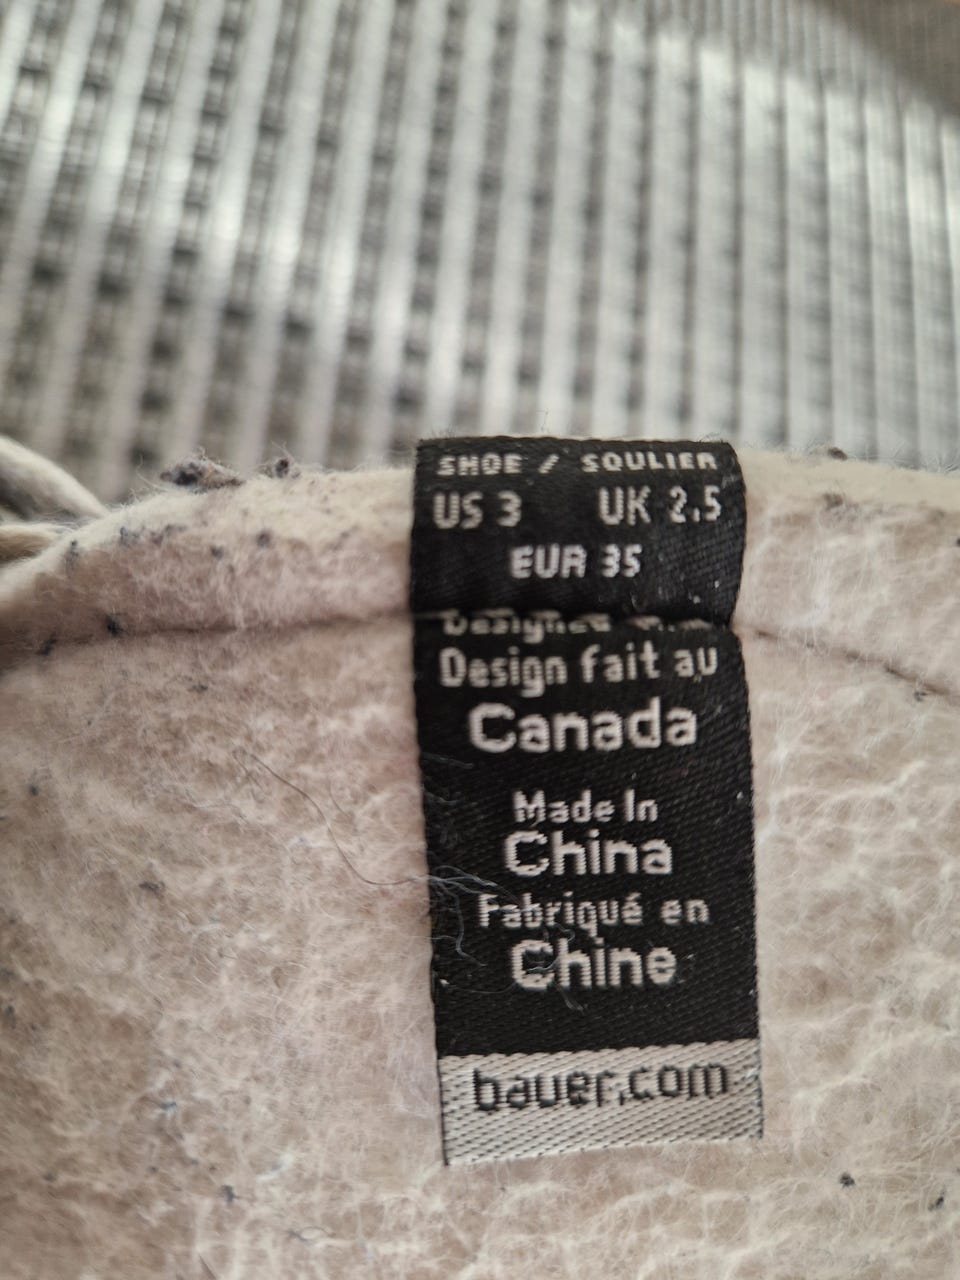 SHOE / SOULIER
US 3 UK 2.5
EUR 35
Designed
Design fait au
Canada
Made In
China
Fabriqué en
Chine
bauer.com